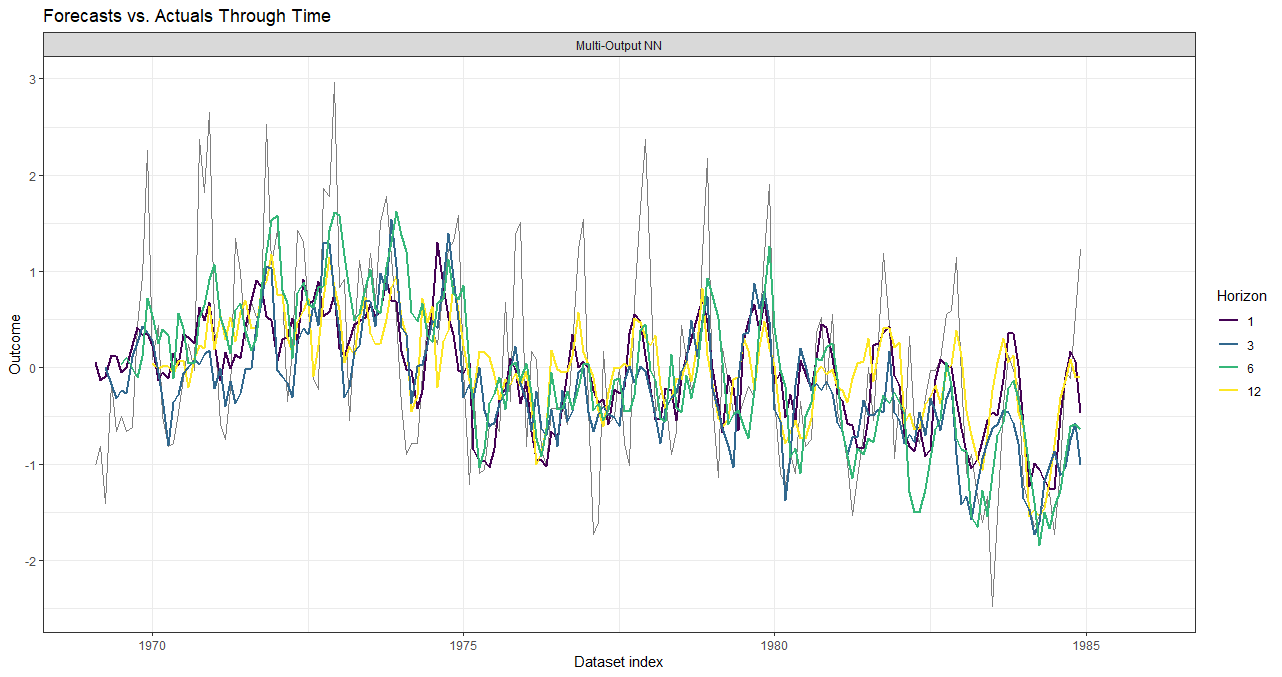 Forecasts vs. Actuals Through Time
Multi-Output NN
3
2
1
0
-1
-2
Outcome
1970
1975
1980
1985
Dataset index
Horizon
1
3
6
12